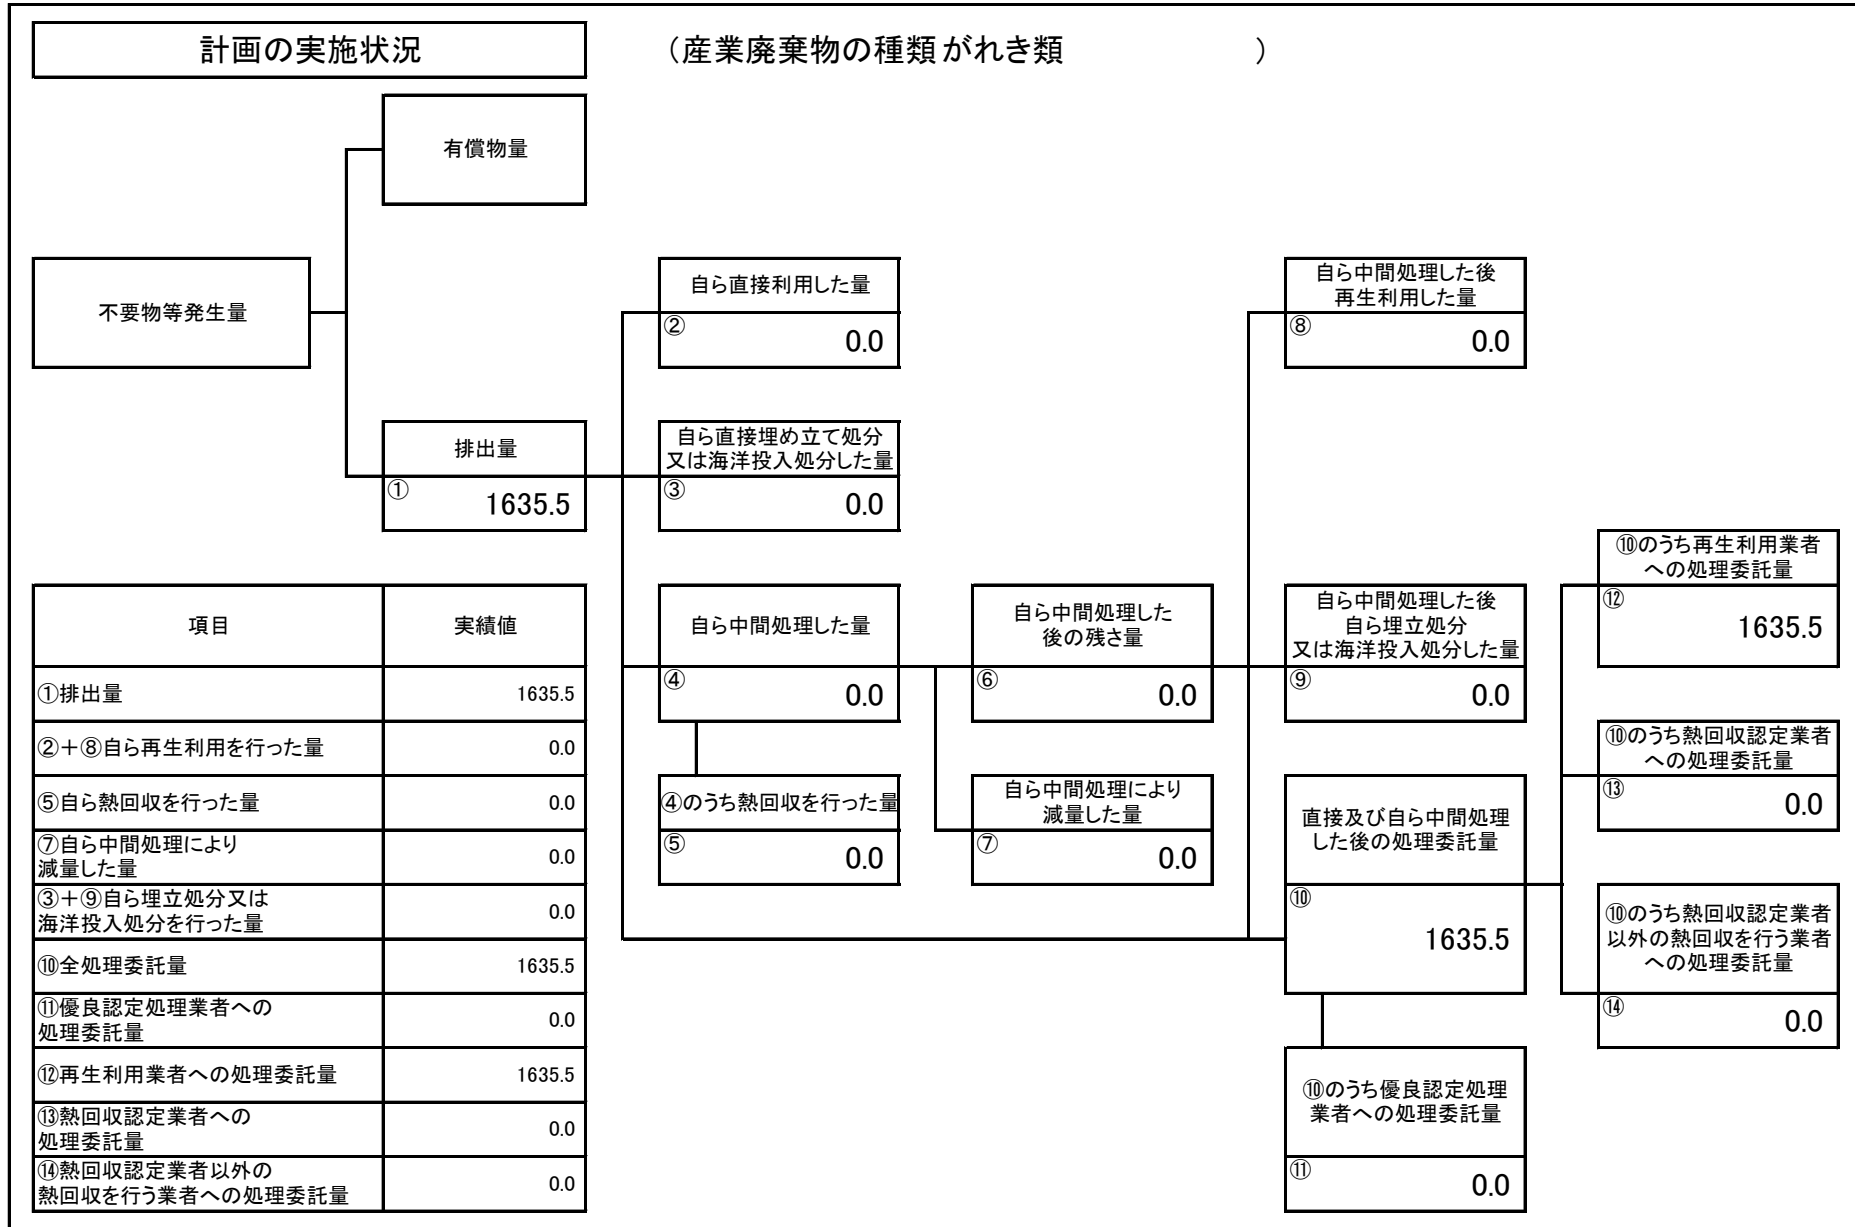 計画の実施状況
（産業廃棄物の種類 がれき類　　　　　　　）
有償物量
不要物等発生量
排出量
①
1635.5
自ら直接利用した量
②
0.0
自ら直接埋め立て処分
又は海洋投入処分した量
③
0.0
自ら中間処理した量
④
0.0
④のうち熱回収を行った量
⑤
0.0
自ら中間処理した
後の残さ量
⑥
0.0
自ら中間処理により
減量した量
⑦
0.0
自ら中間処理した後
再生利用した量
⑧
0.0
自ら中間処理した後
自ら埋立処分
又は海洋投入処分した量
⑨
0.0
直接及び自ら中間処理
した後の処理委託量
⑩
1635.5
⑩のうち優良認定処理
業者への処理委託量
⑪
0.0
⑩のうち再生利用業者
への処理委託量
⑫
1635.5
⑩のうち熱回収認定業者
への処理委託量
⑬
0.0
⑩のうち熱回収認定業者
以外の熱回収を行う業者
への処理委託量
⑭
0.0
項目 実績値
①排出量 1635.5
②＋⑧自ら再生利用を行った量 0.0
⑤自ら熱回収を行った量 0.0
⑦自ら中間処理により
減量した量 0.0
③＋⑨自ら埋立処分又は
海洋投入処分を行った量 0.0
⑩全処理委託量 1635.5
⑪優良認定処理業者への
処理委託量 0.0
⑫再生利用業者への処理委託量 1635.5
⑬熱回収認定業者への
処理委託量 0.0
⑭熱回収認定業者以外の
熱回収を行う業者への処理委託量 0.0